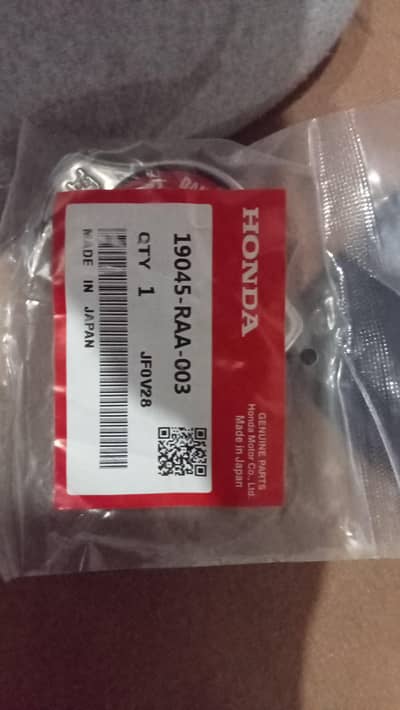 HONDA
19045-RAA-003
QTY 1
JF0V28
MADE IN JAPAN
GENUINE PARTS
Honda Motor Co., Ltd.
Made in Japan